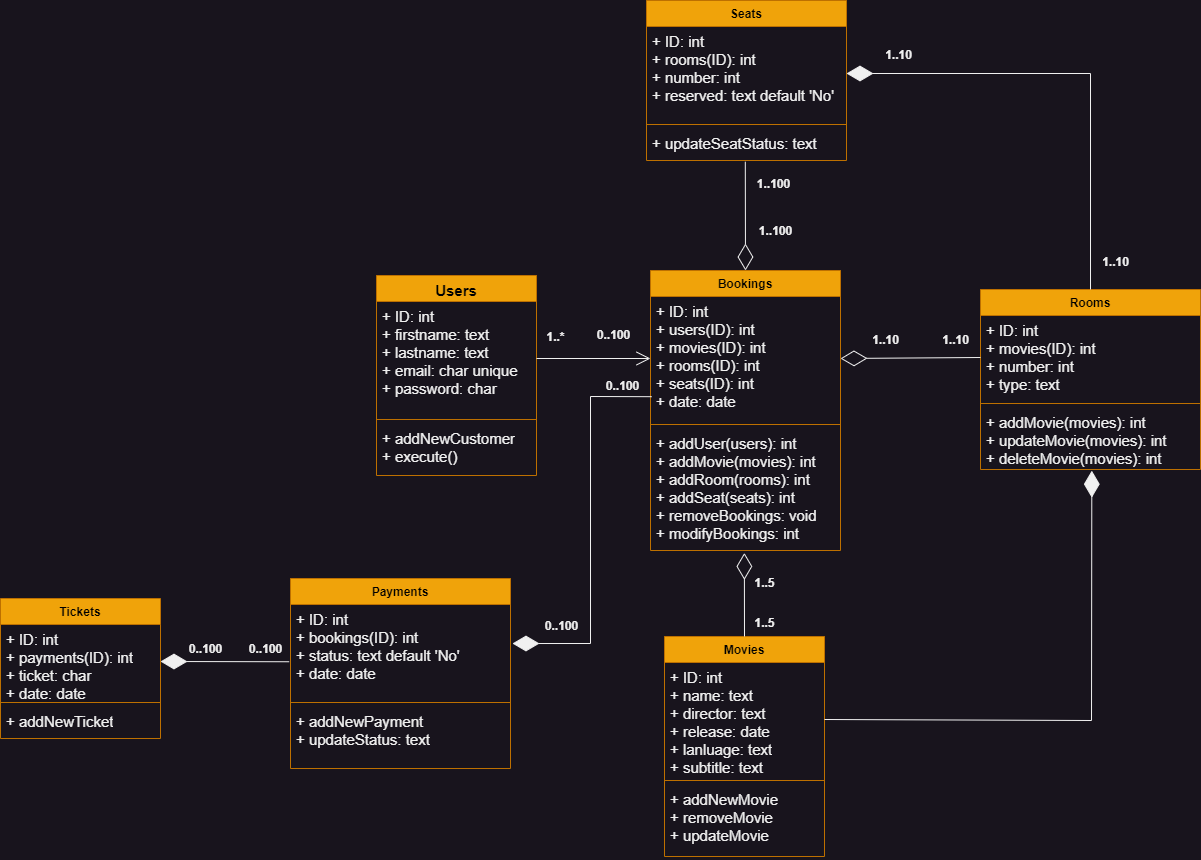 Seats
+ ID: int
+ rooms(ID): int
+ number: int
+ reserved: text default 'No'
+ updateSeatStatus: text
1..10
1..10
1..100
1..100
Users
+ ID: int
+ firstname: text
+ lastname: text
+ email: char unique
+ password: char
+ addNewCustomer
+ execute()
1..*
0..100
0..100
Bookings
+ ID: int
+ users(ID): int
+ movies(ID): int
+ rooms(ID): int
+ seats(ID): int
+ date: date
+ addUser(users): int
+ addMovie(movies): int
+ addRoom(rooms): int
+ addSeat(seats): int
+ removeBookings: void
+ modifyBookings: int
1..10
1..10
Rooms
+ ID: int
+ movies(ID): int
+ number: int
+ type: text
+ addMovie(movies): int
+ updateMovie(movies): int
+ deleteMovie(movies): int
Tickets
+ ID: int
+ payments(ID): int
+ ticket: char
+ date: date
+ addNewTicket
0..100
0..100
Payments
+ ID: int
+ bookings(ID): int
+ status: text default 'No'
+ date: date
+ addNewPayment
+ updateStatus: text
0..100
1..5
1..5
Movies
+ ID: int
+ name: text
+ director: text
+ release: date
+ lanluage: text
+ subtitle: text
+ addNewMovie
+ removeMovie
+ updateMovie